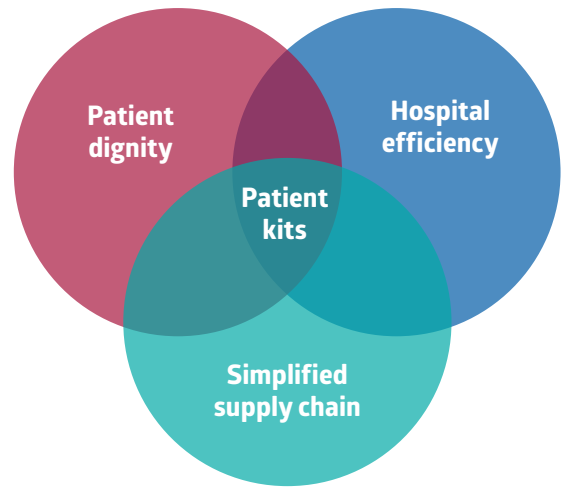 Patient
dignity
Hospital
efficiency
Patient
kits
Simplified
supply chain